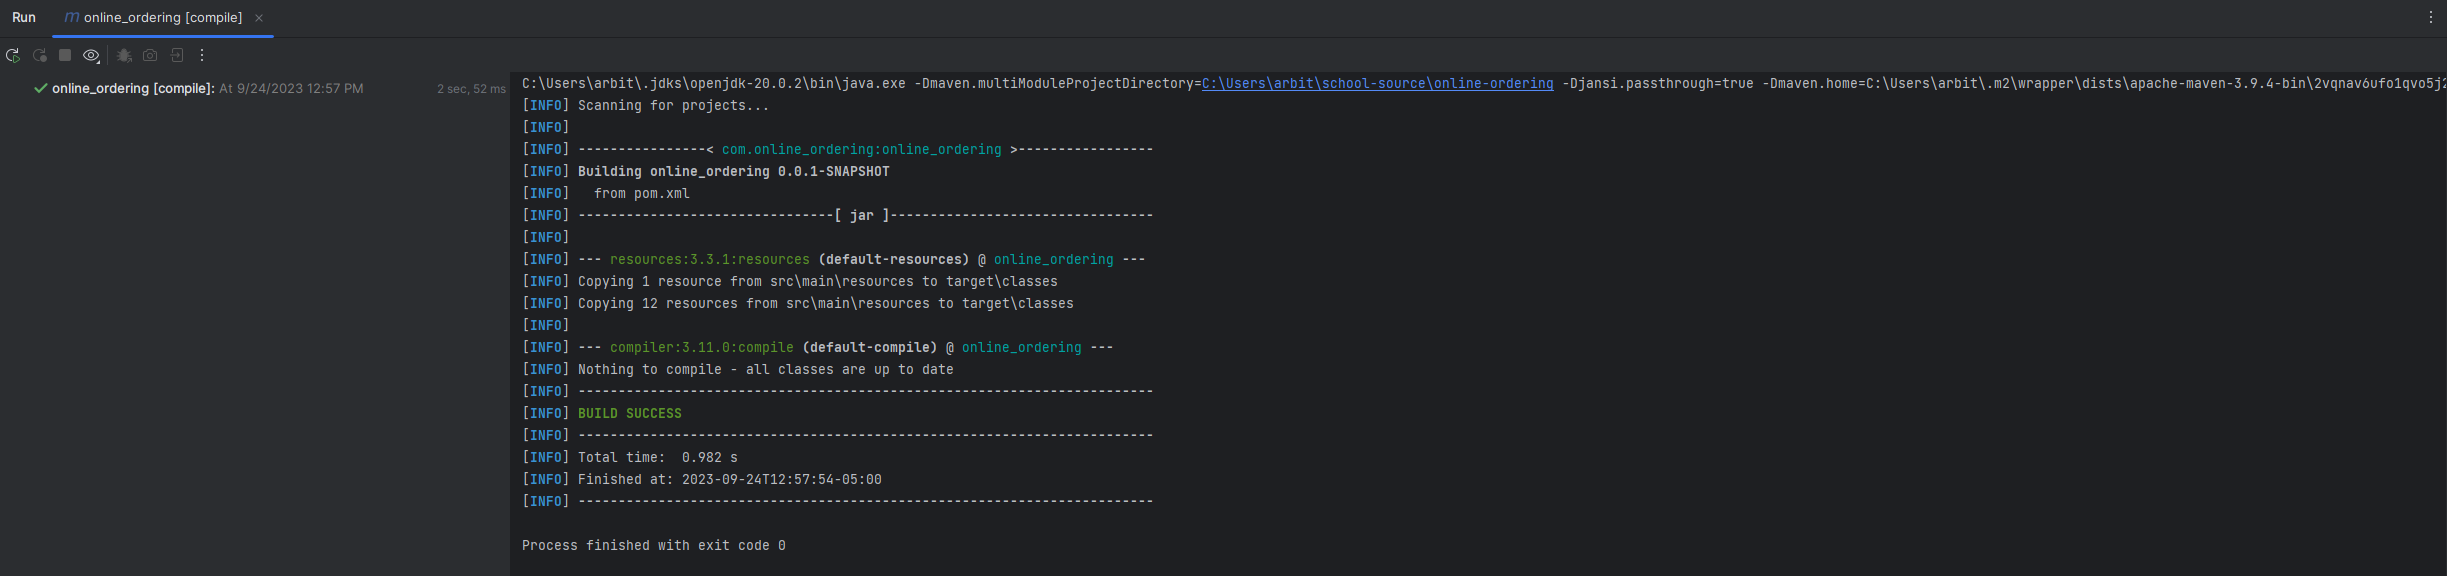 Run
online_ordering [compile]
online_ordering [compile]: At 9/24/2023 12:57 PM 2 sec, 52 ms
C:\Users\arbit\.jdks\openjdk-20.0.2\bin\java.exe -Dmaven.multiModuleProjectDirectory=C:\Users\arbit\school-source\online-ordering -Djansi.passthrough=true -Dmaven.home=C:\Users\arbit\.m2\wrapper\dists\apache-maven-3.9.4-bin\2vqnav6ufo1qvo5j2
[INFO] Scanning for projects...
[INFO]
[INFO] ----------------< com.online_ordering:online_ordering >-----------------
[INFO] Building online_ordering 0.0.1-SNAPSHOT
[INFO]   from pom.xml
[INFO] --------------------------------[ jar ]---------------------------------
[INFO]
[INFO] --- resources:3.3.1:resources (default-resources) @ online_ordering ---
[INFO] Copying 1 resource from src\main\resources to target\classes
[INFO] Copying 12 resources from src\main\resources to target\classes
[INFO]
[INFO] --- compiler:3.11.0:compile (default-compile) @ online_ordering ---
[INFO] Nothing to compile - all classes are up to date
[INFO] ------------------------------------------------------------------------
[INFO] BUILD SUCCESS
[INFO] ------------------------------------------------------------------------
[INFO] Total time:  0.982 s
[INFO] Finished at: 2023-09-24T12:57:54-05:00
[INFO] ------------------------------------------------------------------------
Process finished with exit code 0